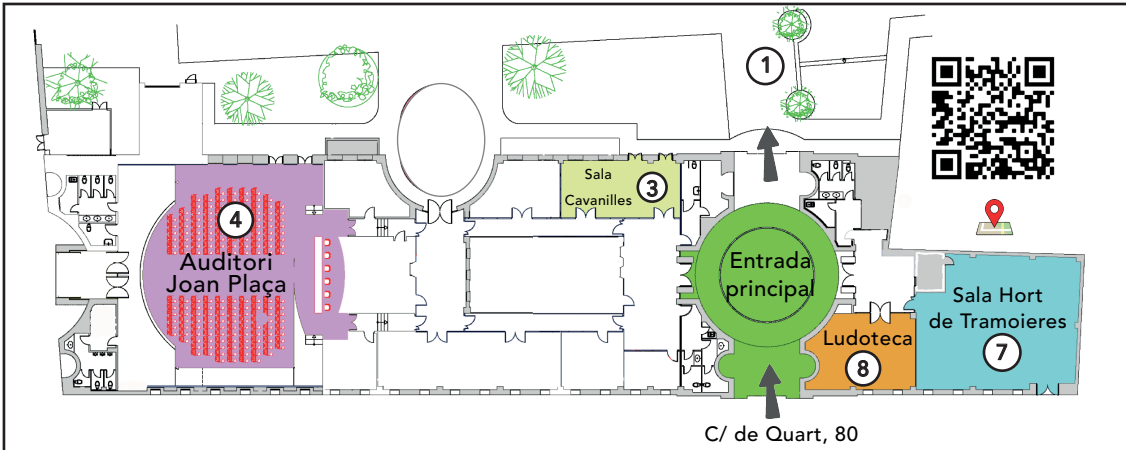 1
Sala
Cavanilles
3
4
Auditori
Joan Plaça
Entrada
principal
Sala Hort
de Tramoieres
7
Ludoteca
8
C/ de Quart, 80